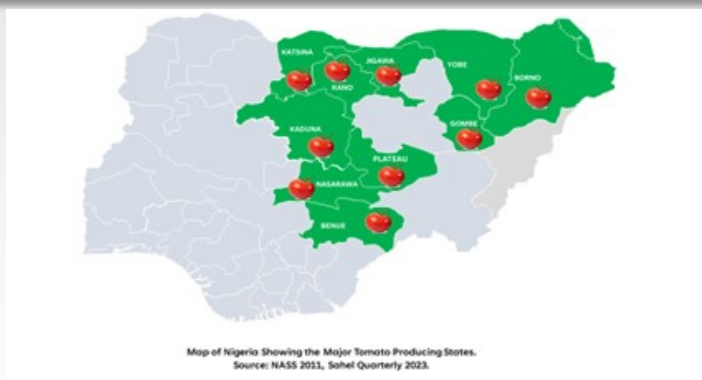 KATSINA
JIGAWA
KANO
YOBE
BORNO
GOMBE
KADUNA
PLATEAU
NASARAWA
BENUE
Map of Nigeria Showing the Major Tomato Producing States.
Source: NASS 2011, Sahel Quarterly 2023.